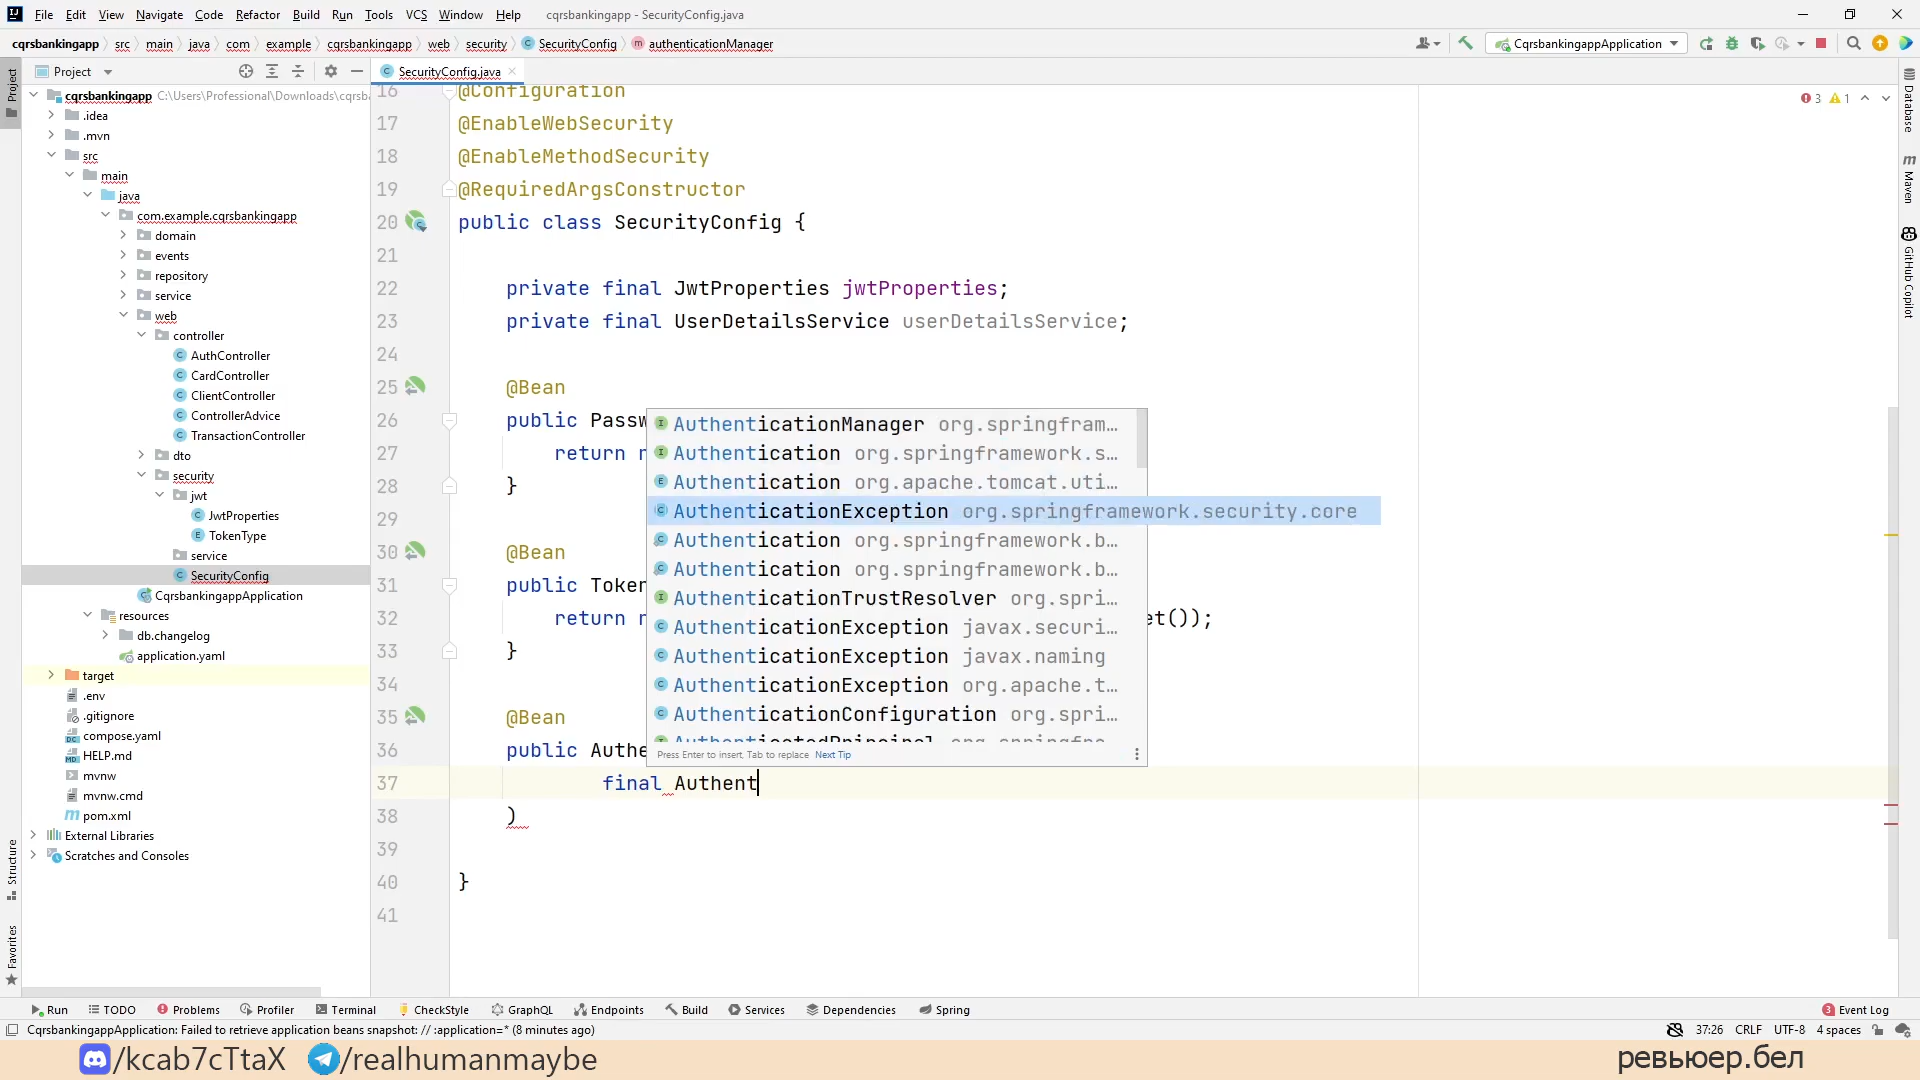 File Edit View Navigate Code Refactor Build Run Tools VCS Window Help cqrsbankingapp - SecurityConfig.java
cqrsbankingapp src main java com example cqrsbankingapp web security SecurityConfig authenticationManager CqrsbankingappApplication
Project SecurityConfig.java
cqrsbankingapp C:\Users\Professional\Downloads\cqrsb
.idea
.mvn
src
main
java
com.example.cqrsbankingapp
domain
events
repository
service
web
controller
AuthController
CardController
ClientController
ControllerAdvice
TransactionController
dto
security
jwt
JwtProperties
TokenType
service
SecurityConfig
CqrsbankingappApplication
resources
db.changelog
application.yaml
target
.env
.gitignore
compose.yaml
HELP.md
mvnw
mvnw.cmd
pom.xml
External Libraries
Scratches and Consoles
Project
Structure
Favorites
16 @Configuration
17 @EnableWebSecurity
18 @EnableMethodSecurity
19 @RequiredArgsConstructor
20 public class SecurityConfig {
21
22 private final JwtProperties jwtProperties;
23 private final UserDetailsService userDetailsService;
24
25 @Bean
26 public Passw
27 return n
28 }
29
30 @Bean
31 public Token
32 return n et());
33 }
34
35 @Bean
36 public Authe
37 final Authent
38 )
39
40 }
41
AuthenticationManager org.springfram…
Authentication org.springframework.s…
Authentication org.apache.tomcat.uti…
AuthenticationException org.springframework.security.core
Authentication org.springframework.b…
Authentication org.springframework.b…
AuthenticationTrustResolver org.spri…
AuthenticationException javax.securi…
AuthenticationException javax.naming
AuthenticationException org.apache.t…
AuthenticationConfiguration org.spri…
Press Enter to insert, Tab to replace Next Tip
3 1
Database
Maven
GitHub Copilot
Run TODO Problems Profiler Terminal CheckStyle GraphQL Endpoints Build Services Dependencies Spring 3 Event Log
CqrsbankingappApplication: Failed to retrieve application beans snapshot: // :application=* (8 minutes ago) 37:26 CRLF UTF-8 4 spaces
/kcab7cTtaX /realhumanmaybe ревьюер.бел